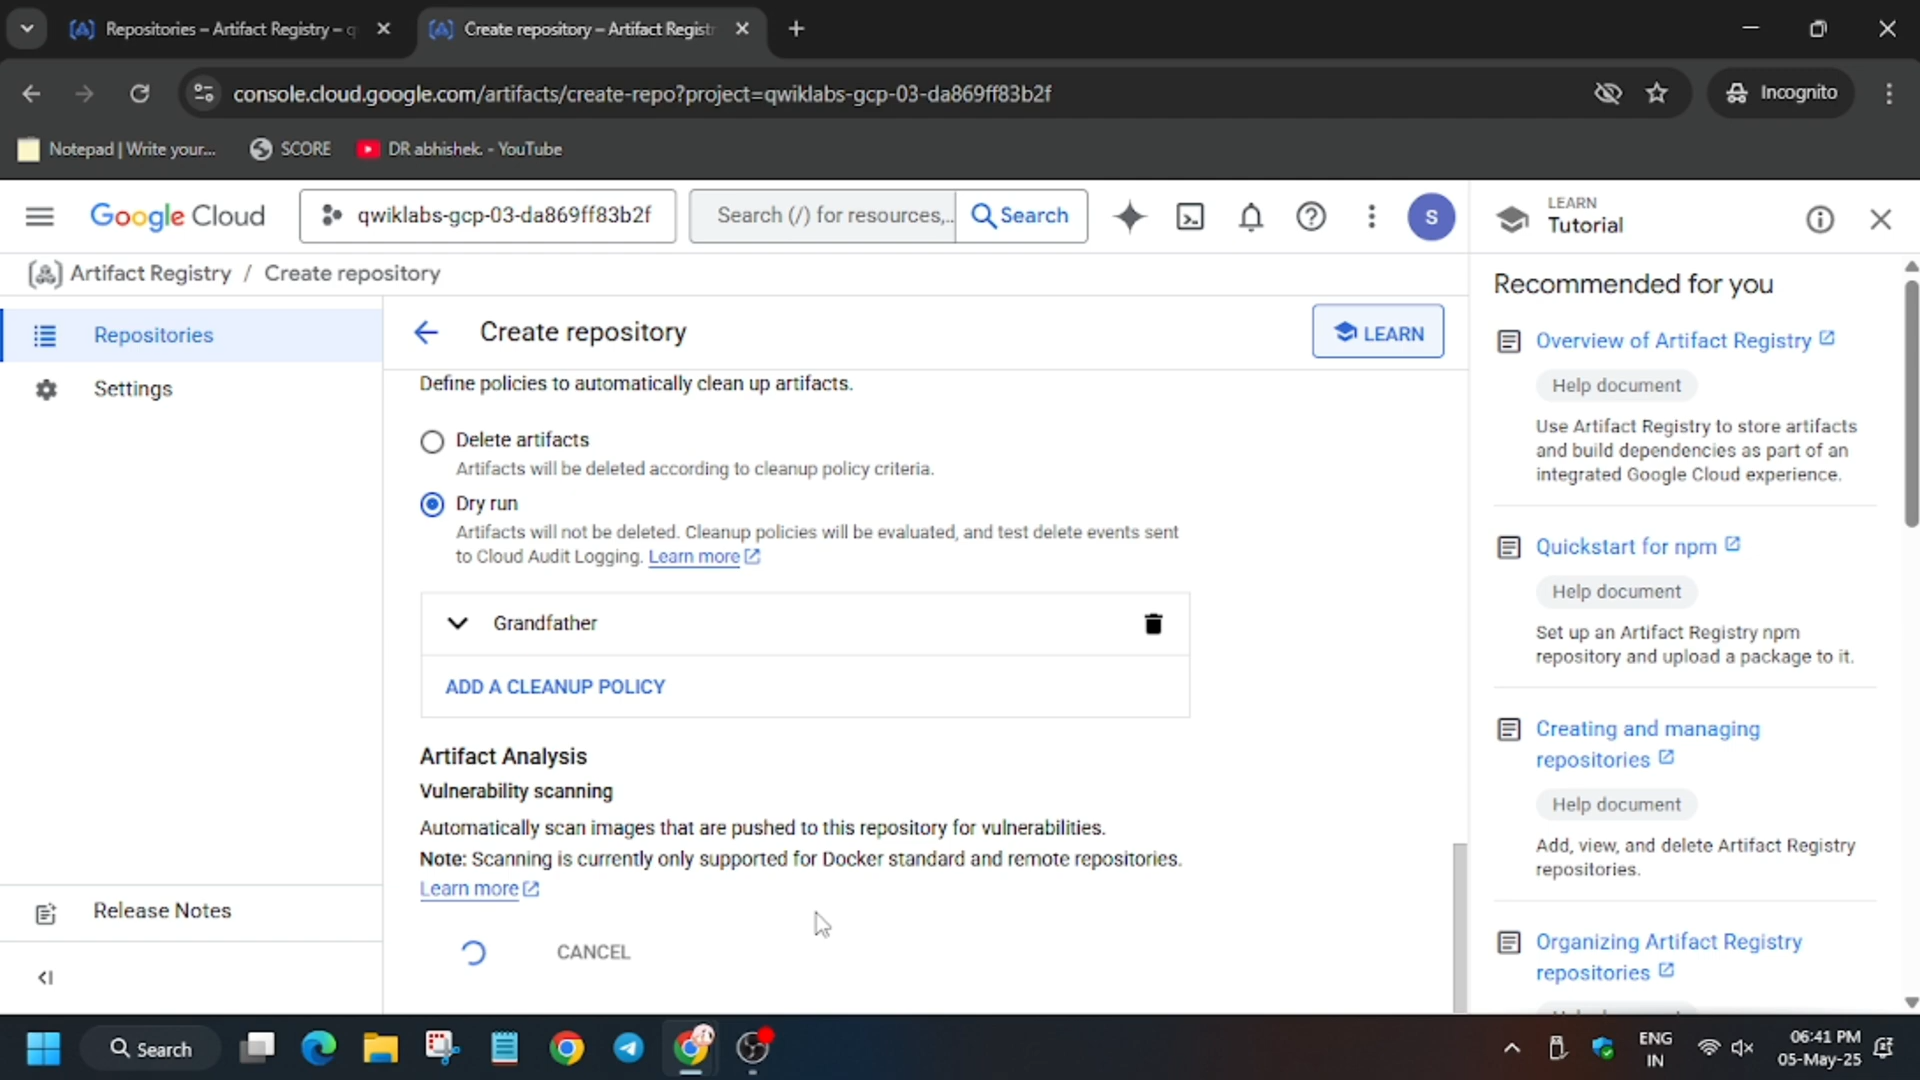 Repositories – Artifact Registry – q
Create repository – Artifact Registr
console.cloud.google.com/artifacts/create-repo?project=qwiklabs-gcp-03-da869ff83b2f
Incognito
Notepad | Write your...
SCORE
DR abhishek. - YouTube
Google Cloud
qwiklabs-gcp-03-da869ff83b2f
Search (/) for resources,...
Search
S
LEARN
Tutorial
Artifact Registry / Create repository
Repositories
Settings
Release Notes
Create repository
LEARN
Define policies to automatically clean up artifacts.
Delete artifacts
Artifacts will be deleted according to cleanup policy criteria.
Dry run
Artifacts will not be deleted. Cleanup policies will be evaluated, and test delete events sent
to Cloud Audit Logging. Learn more
Grandfather
ADD A CLEANUP POLICY
Artifact Analysis
Vulnerability scanning
Automatically scan images that are pushed to this repository for vulnerabilities.
Note: Scanning is currently only supported for Docker standard and remote repositories.
Learn more
CANCEL
Recommended for you
Overview of Artifact Registry
Help document
Use Artifact Registry to store artifacts
and build dependencies as part of an
integrated Google Cloud experience.
Quickstart for npm
Help document
Set up an Artifact Registry npm
repository and upload a package to it.
Creating and managing
repositories
Help document
Add, view, and delete Artifact Registry
repositories.
Organizing Artifact Registry
repositories
Search
ENG
IN
06:41 PM
05-May-25